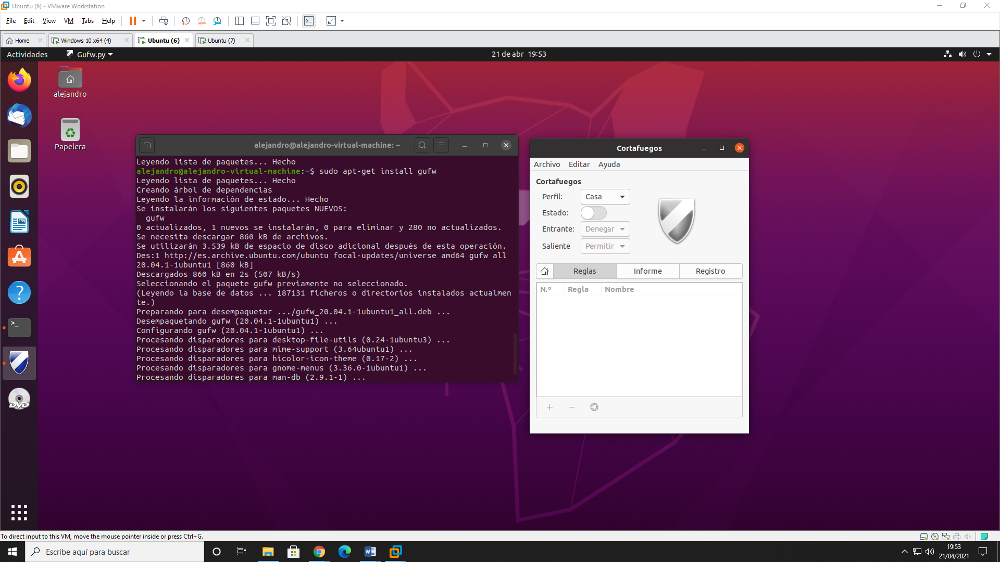 Ubuntu (6) - VMware Workstation
File Edit View VM Tabs Help
Home Windows 10 x64 (4) Ubuntu (6) Ubuntu (7)
Actividades Gufw.py 21 de abr 19:53
alejandro
Papelera
alejandro@alejandro-virtual-machine: ~
Leyendo lista de paquetes... Hecho
alejandro@alejandro-virtual-machine:~$ sudo apt-get install gufw
Leyendo lista de paquetes... Hecho
Creando árbol de dependencias
Leyendo la información de estado... Hecho
Se instalarán los siguientes paquetes NUEVOS:
gufw
0 actualizados, 1 nuevos se instalarán, 0 para eliminar y 280 no actualizados.
Se necesita descargar 860 kB de archivos.
Se utilizarán 3.539 kB de espacio de disco adicional después de esta operación.
Des:1 http://es.archive.ubuntu.com/ubuntu focal-updates/universe amd64 gufw all
20.04.1-1ubuntu1 [860 kB]
Descargados 860 kB en 2s (507 kB/s)
Seleccionando el paquete gufw previamente no seleccionado.
(Leyendo la base de datos ... 187131 ficheros o directorios instalados actualmen
te.)
Preparando para desempaquetar .../gufw_20.04.1-1ubuntu1_all.deb ...
Desempaquetando gufw (20.04.1-1ubuntu1) ...
Configurando gufw (20.04.1-1ubuntu1) ...
Procesando disparadores para desktop-file-utils (0.24-1ubuntu3) ...
Procesando disparadores para mime-support (3.64ubuntu1) ...
Procesando disparadores para hicolor-icon-theme (0.17-2) ...
Procesando disparadores para gnome-menus (3.36.0-1ubuntu1) ...
Procesando disparadores para man-db (2.9.1-1) ...
Cortafuegos
Archivo Editar Ayuda
Cortafuegos
Perfil: Casa
Estado:
Entrante: Denegar
Saliente Permitir
Reglas Informe Registro
N.º Regla Nombre
DVD
To direct input to this VM, move the mouse pointer inside or press Ctrl+G.
Escribe aquí para buscar
19:53
21/04/2021